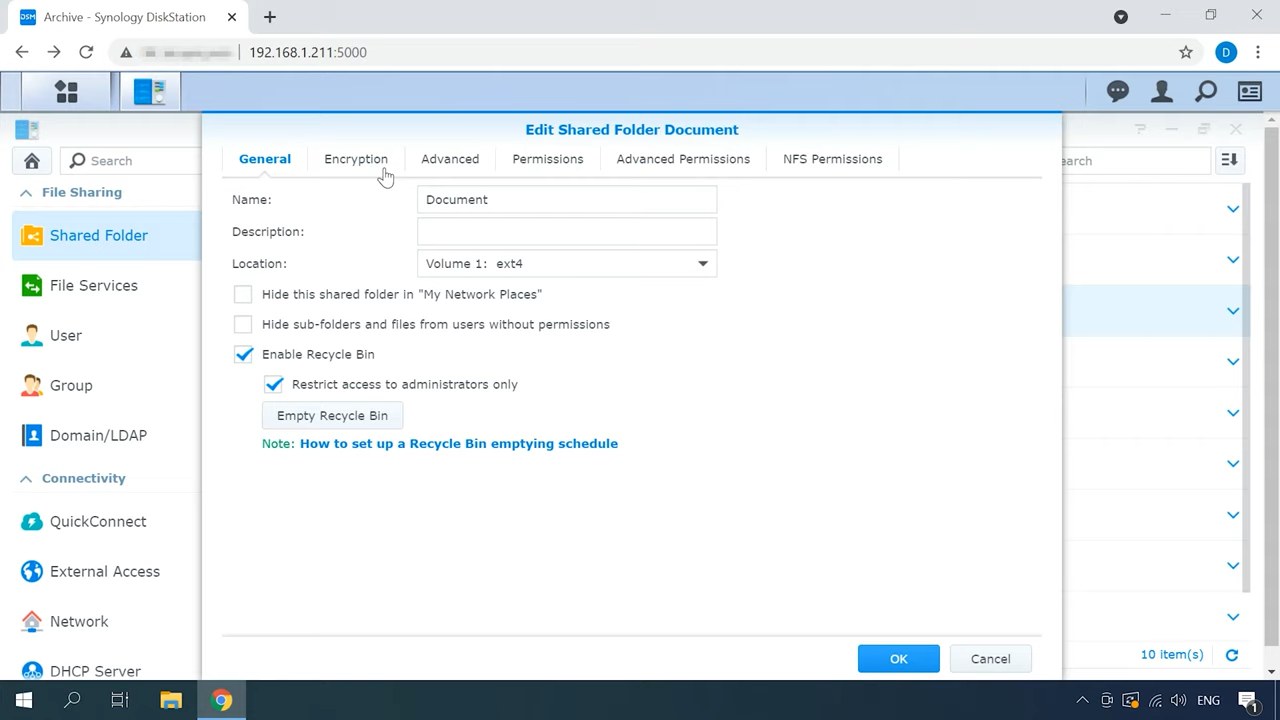 DSM Archive - Synology DiskStation
192.168.1.211:5000
D
Edit Shared Folder Document
General Encryption Advanced Permissions Advanced Permissions NFS Permissions
Search
earch
File Sharing
Shared Folder
File Services
User
Group
Domain/LDAP
Connectivity
QuickConnect
External Access
Network
DHCP Server
Name: Document
Description:
Location: Volume 1: ext4
Hide this shared folder in "My Network Places"
Hide sub-folders and files from users without permissions
Enable Recycle Bin
Restrict access to administrators only
Empty Recycle Bin
Note: How to set up a Recycle Bin emptying schedule
10 item(s)
OK Cancel
ENG 1